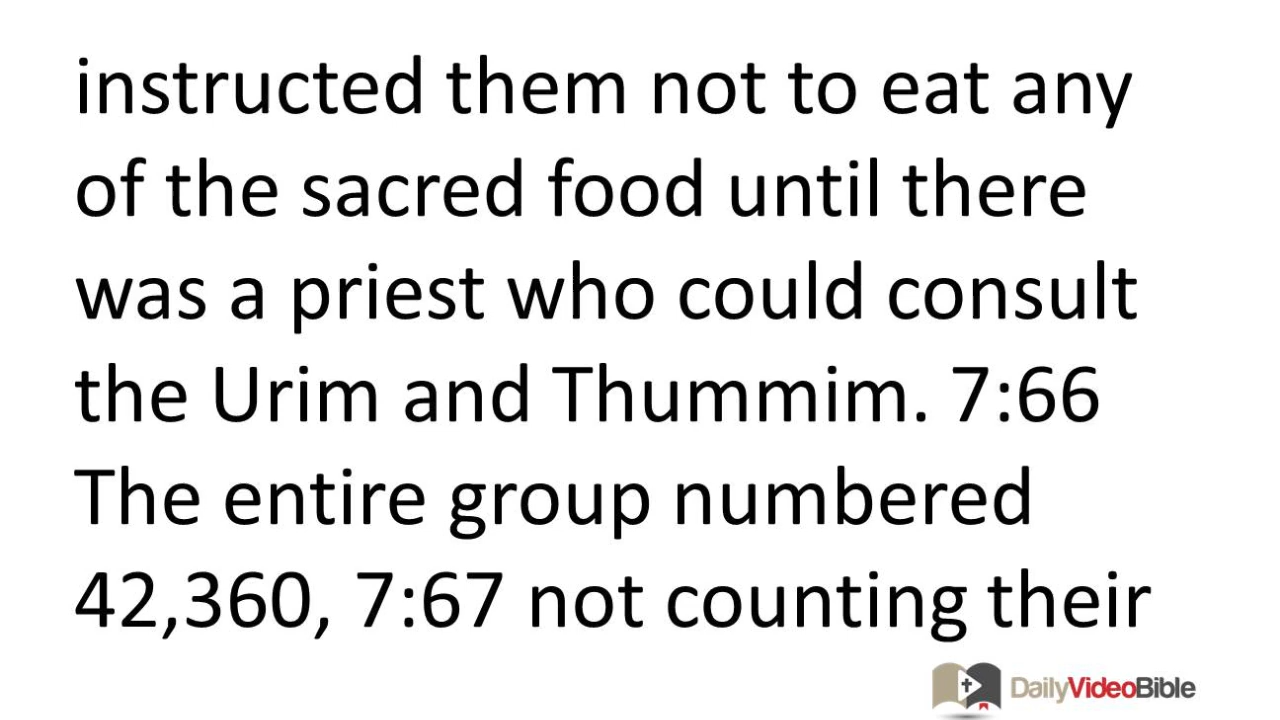 instructed them not to eat any
of the sacred food until there
was a priest who could consult
the Urim and Thummim. 7:66
The entire group numbered
42,360, 7:67 not counting their
DailyVideoBible